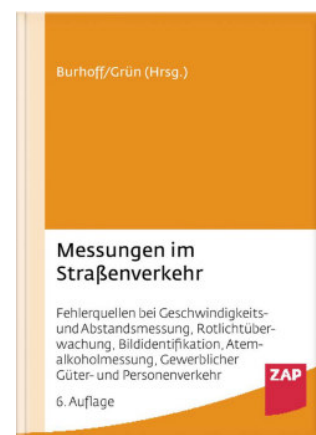 Burhoff/Grün (Hrsg.)
Messungen im
Straßenverkehr
Fehlerquellen bei Geschwindigkeits-
und Abstandsmessung, Rotlichtüber-
wachung, Bildidentifikation, Atem-
alkoholmessung, Gewerblicher
Güter- und Personenverkehr
ZAP
6. Auflage